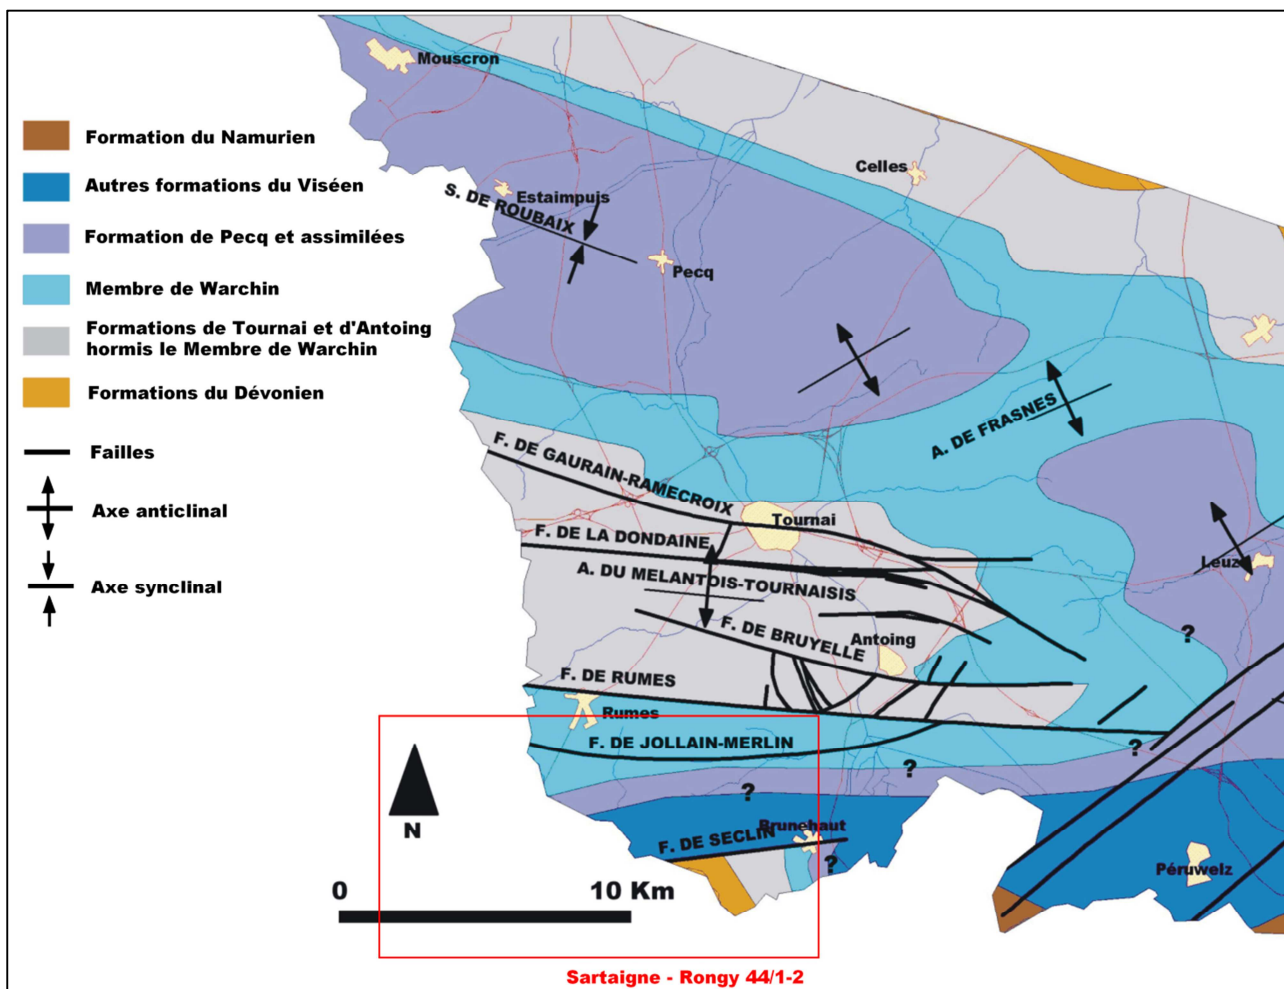 Mouscron
Formation du Namurien
Celles
Autres formations du Viséen
Estaimpuis
S. DE ROUBAIX
Formation de Pecq et assimilées
Pecq
Membre de Warchin
Formations de Tournai et d'Antoing
hormis le Membre de Warchin
Formations du Dévonien
A. DE FRASNES
Failles
F. DE GAURAIN-RAMECROIX
Axe anticlinal
Tournai
F. DE LA DONDAINE
Leuze
A. DU MELANTOIS-TOURNAISIS
Axe synclinal
F. DE BRUYELLE
Antoing
?
F. DE RUMES
Rumes
F. DE JOLLAIN-MERLIN
?
?
?
N
Brunehaut
F. DE SECLIN
?
Péruwelz
0
10 Km
Sartaigne - Rongy 44/1-2